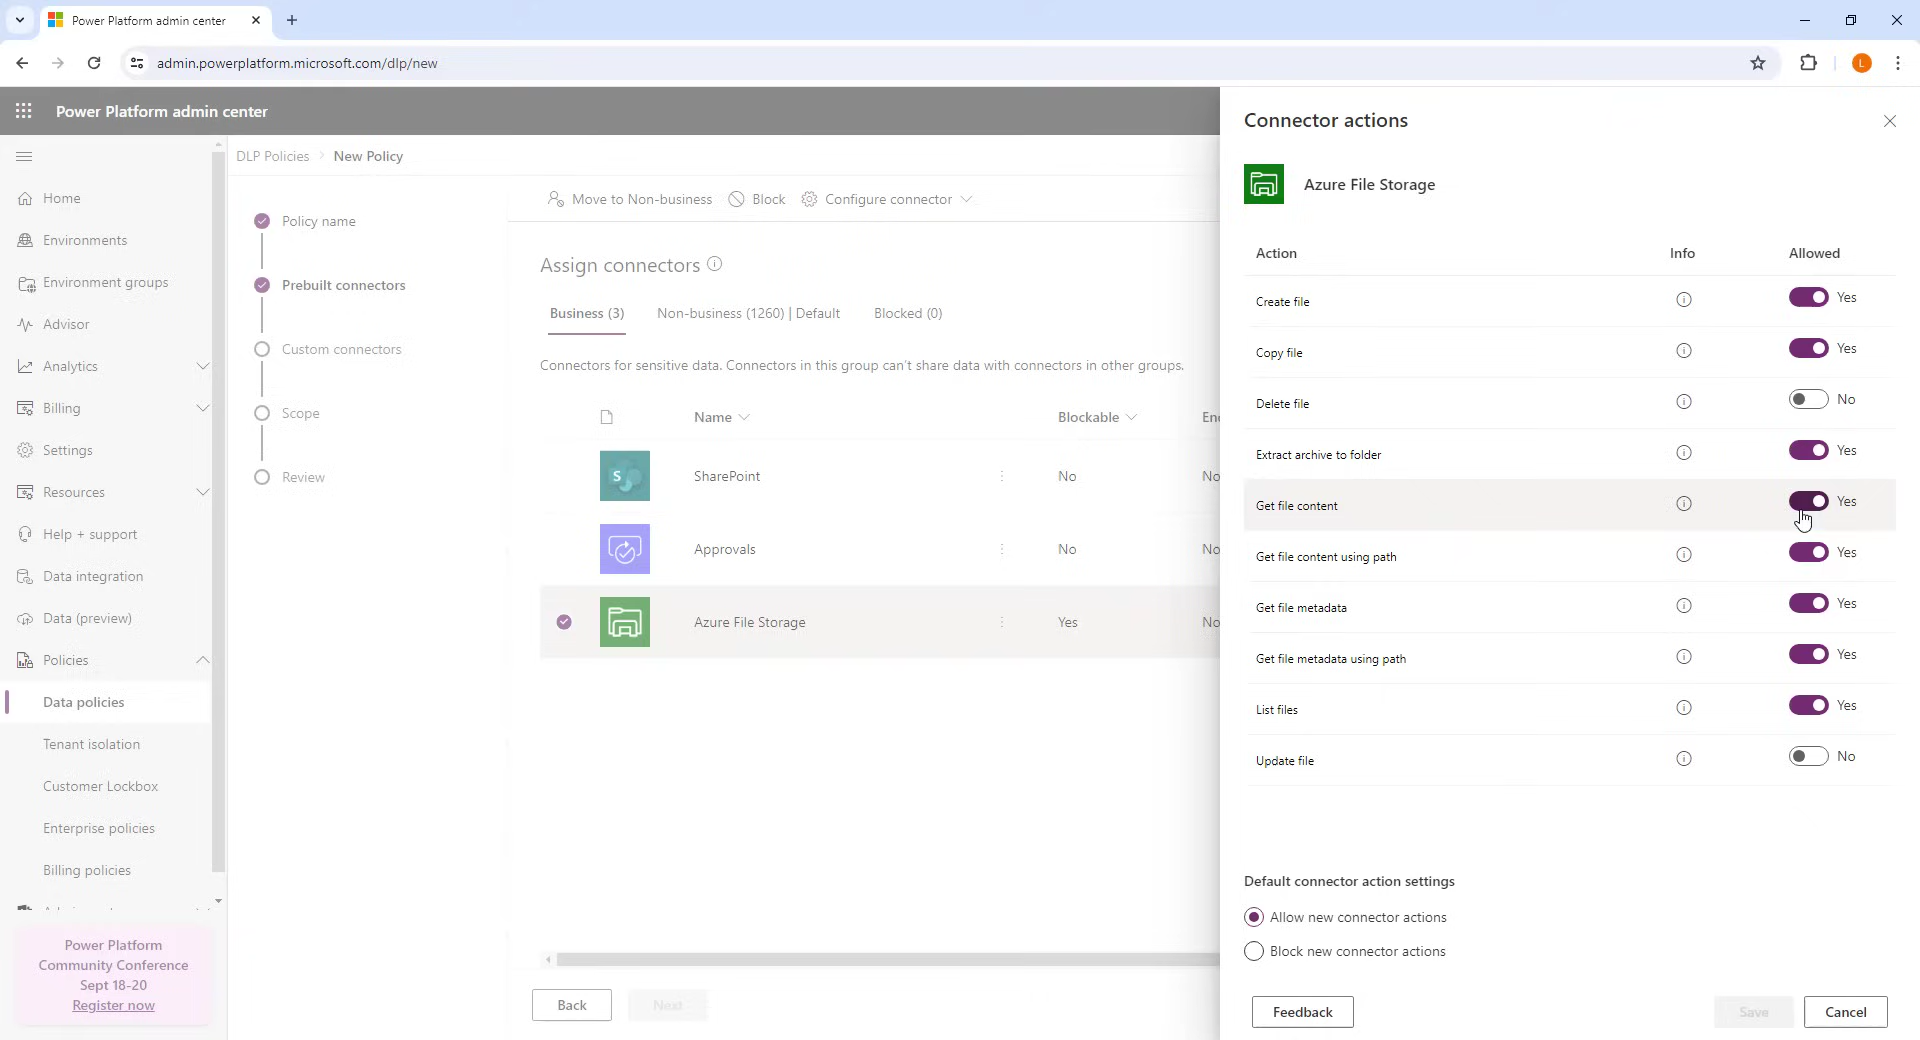 Power Platform admin center
admin.powerplatform.microsoft.com/dlp/new
L
Power Platform admin center
Home
Environments
Environment groups
Advisor
Analytics
Billing
Settings
Resources
Help + support
Data integration
Data (preview)
Policies
Data policies
Tenant isolation
Customer Lockbox
Enterprise policies
Billing policies
Power Platform
Community Conference
Sept 18-20
Register now
DLP Policies New Policy
Policy name
Prebuilt connectors
Custom connectors
Scope
Review
Move to Non-business Block Configure connector
Assign connectors
Business (3) Non-business (1260) | Default Blocked (0)
Connectors for sensitive data. Connectors in this group can't share data with connectors in other groups.
Name Blockable
S SharePoint No No
Approvals No No
Azure File Storage Yes No
Back Next
Connector actions
Azure File Storage
Action Info Allowed
Create file Yes
Copy file Yes
Delete file No
Extract archive to folder Yes
Get file content Yes
Get file content using path Yes
Get file metadata Yes
Get file metadata using path Yes
List files Yes
Update file No
Default connector action settings
Allow new connector actions
Block new connector actions
Feedback Save Cancel